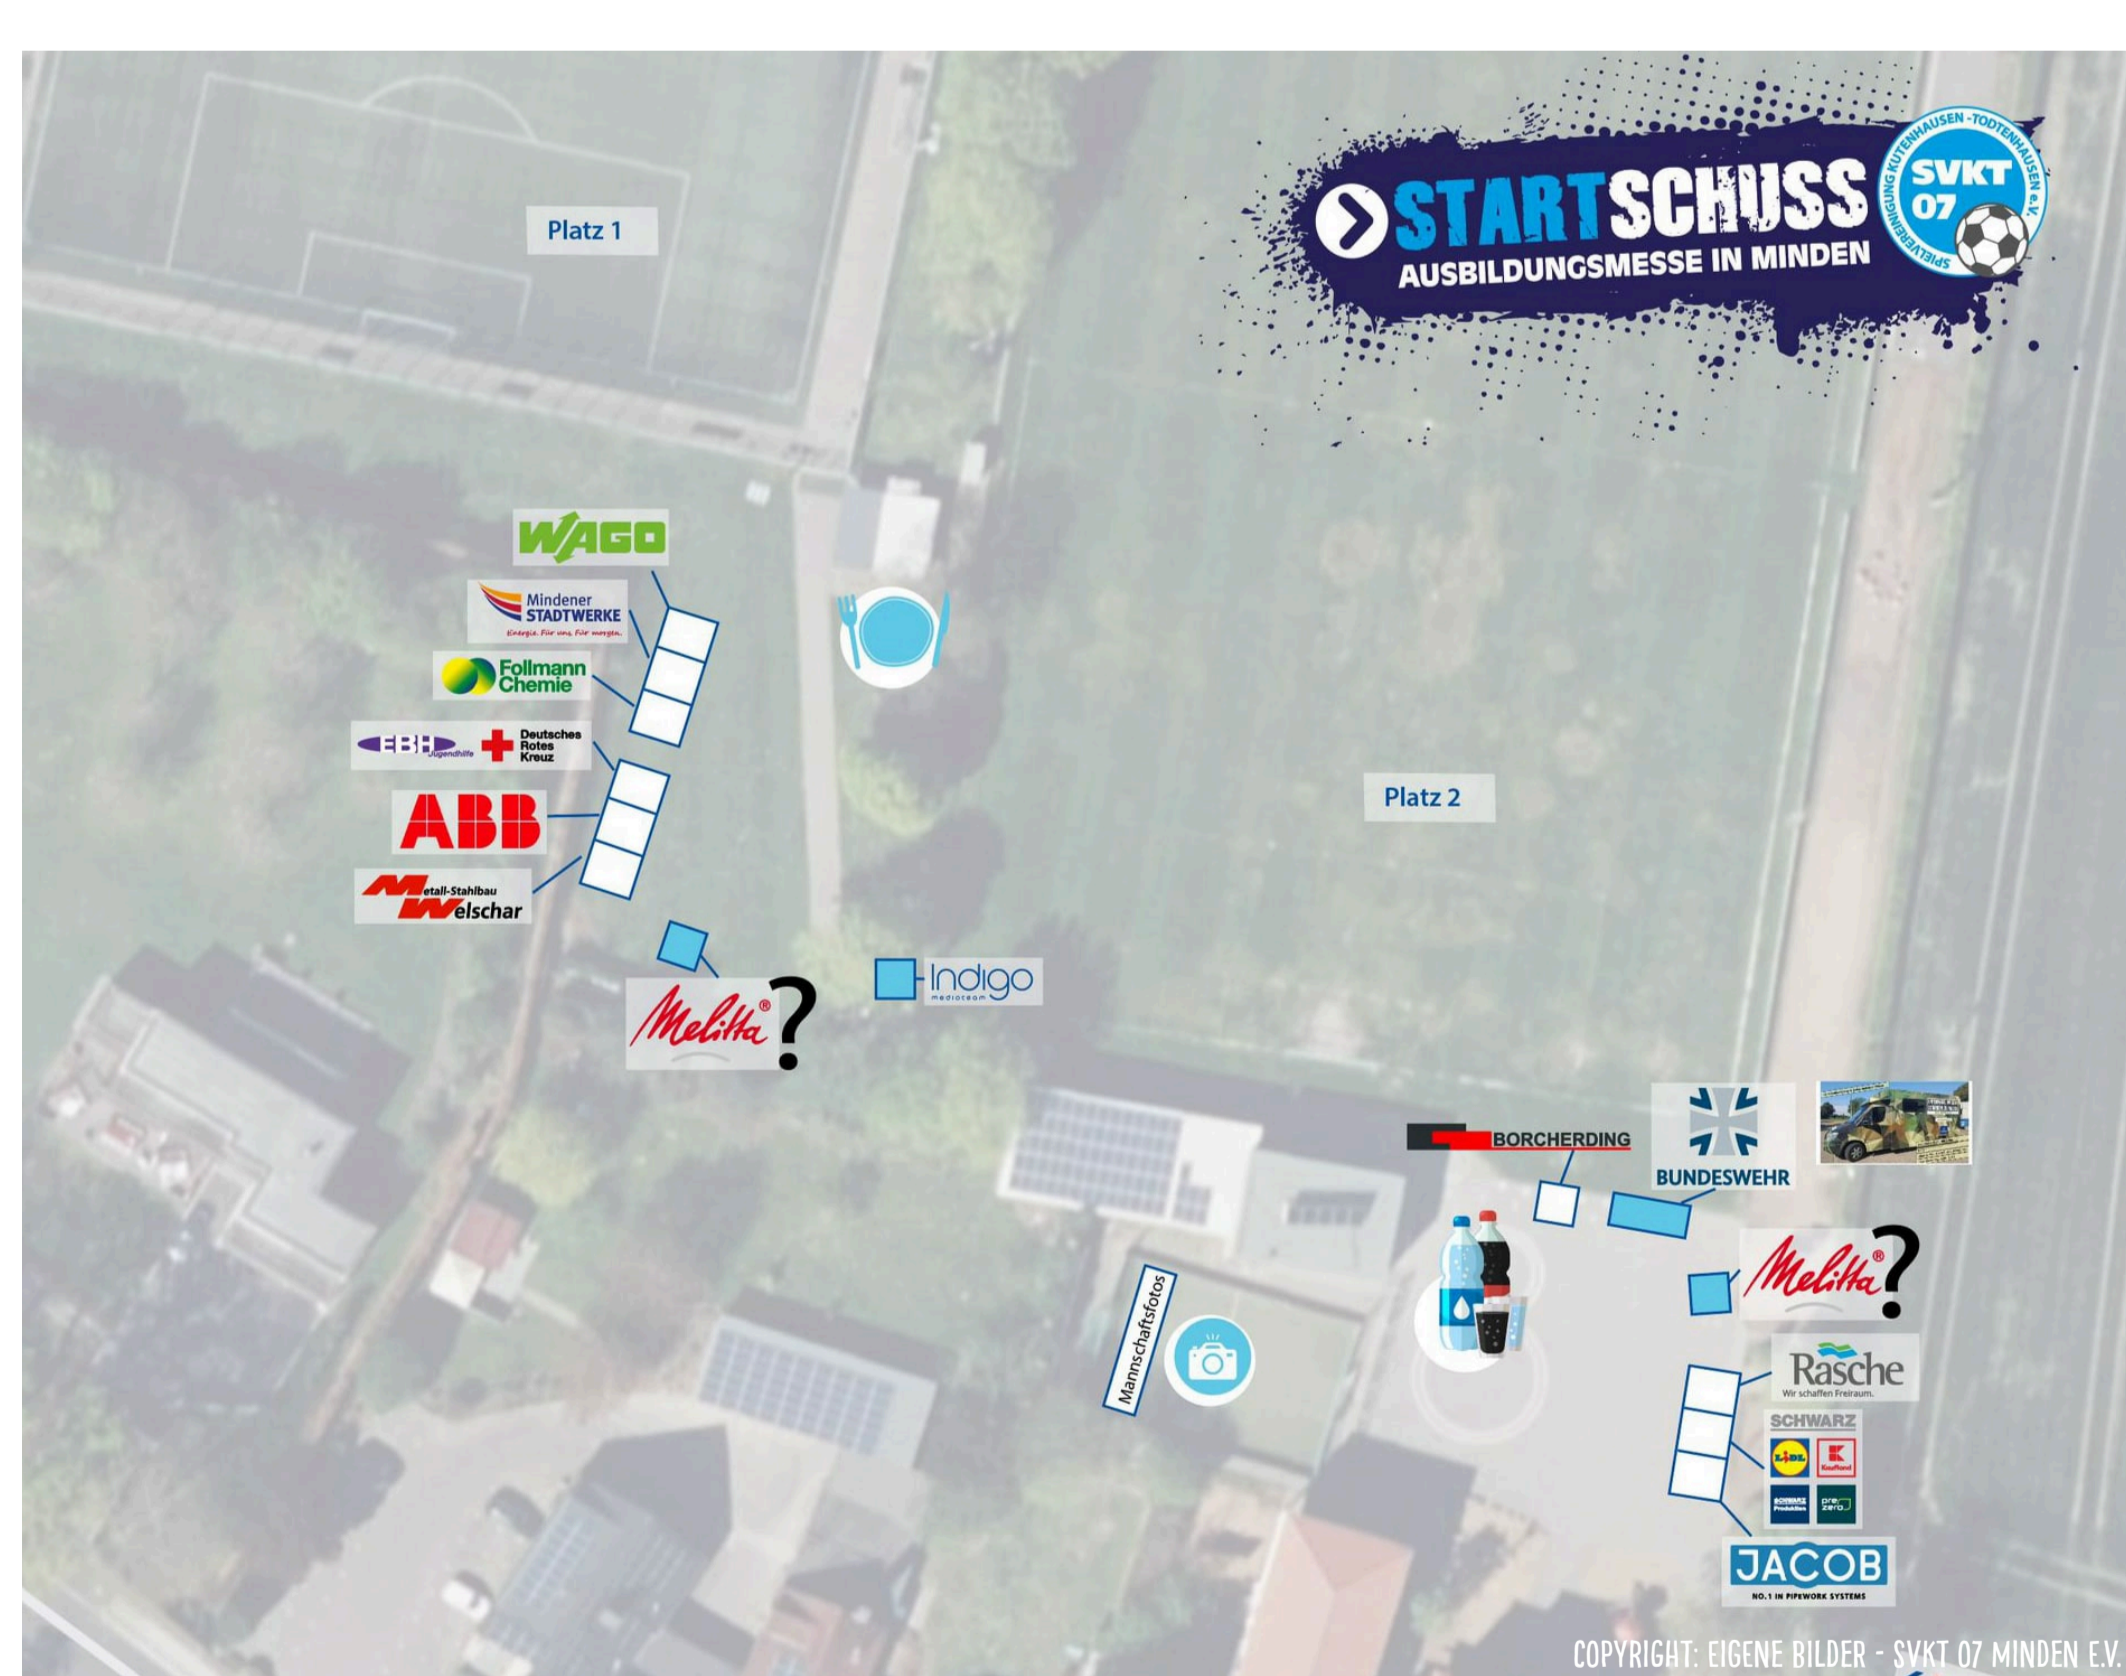 STARTSCHUSS
AUSBILDUNGSMESSE IN MINDEN
SPIELVEREINIGUNG KUTENHAUSEN-TODTENHAUSEN e.V.
SVKT
07
Platz 1
WAGO
Mindener
STADTWERKE
Energie. Für uns. Für morgen.
Follmann
Chemie
EBH
Jugendhilfe
Deutsches
Rotes
Kreuz
ABB
Metall-Stahlbau
Welschar
Melitta®?
Indigo
mediateam
Platz 2
BORCHERDING
BUNDESWEHR
Melitta®?
Mannschaftsfotos
Rasche
Wir schaffen Freiraum.
SCHWARZ
LIDL
K
Kaufland
SCHWARZ
Produktion
pre
zero
JACOB
NO. 1 IN PIPEWORK SYSTEMS
COPYRIGHT: EIGENE BILDER - SVKT 07 MINDEN E.V.